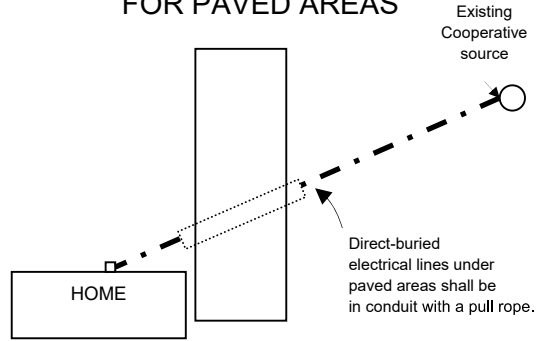 FOR PAVED AREAS
Existing
Cooperative
source
Direct-buried
electrical lines under
paved areas shall be
in conduit with a pull rope.
HOME